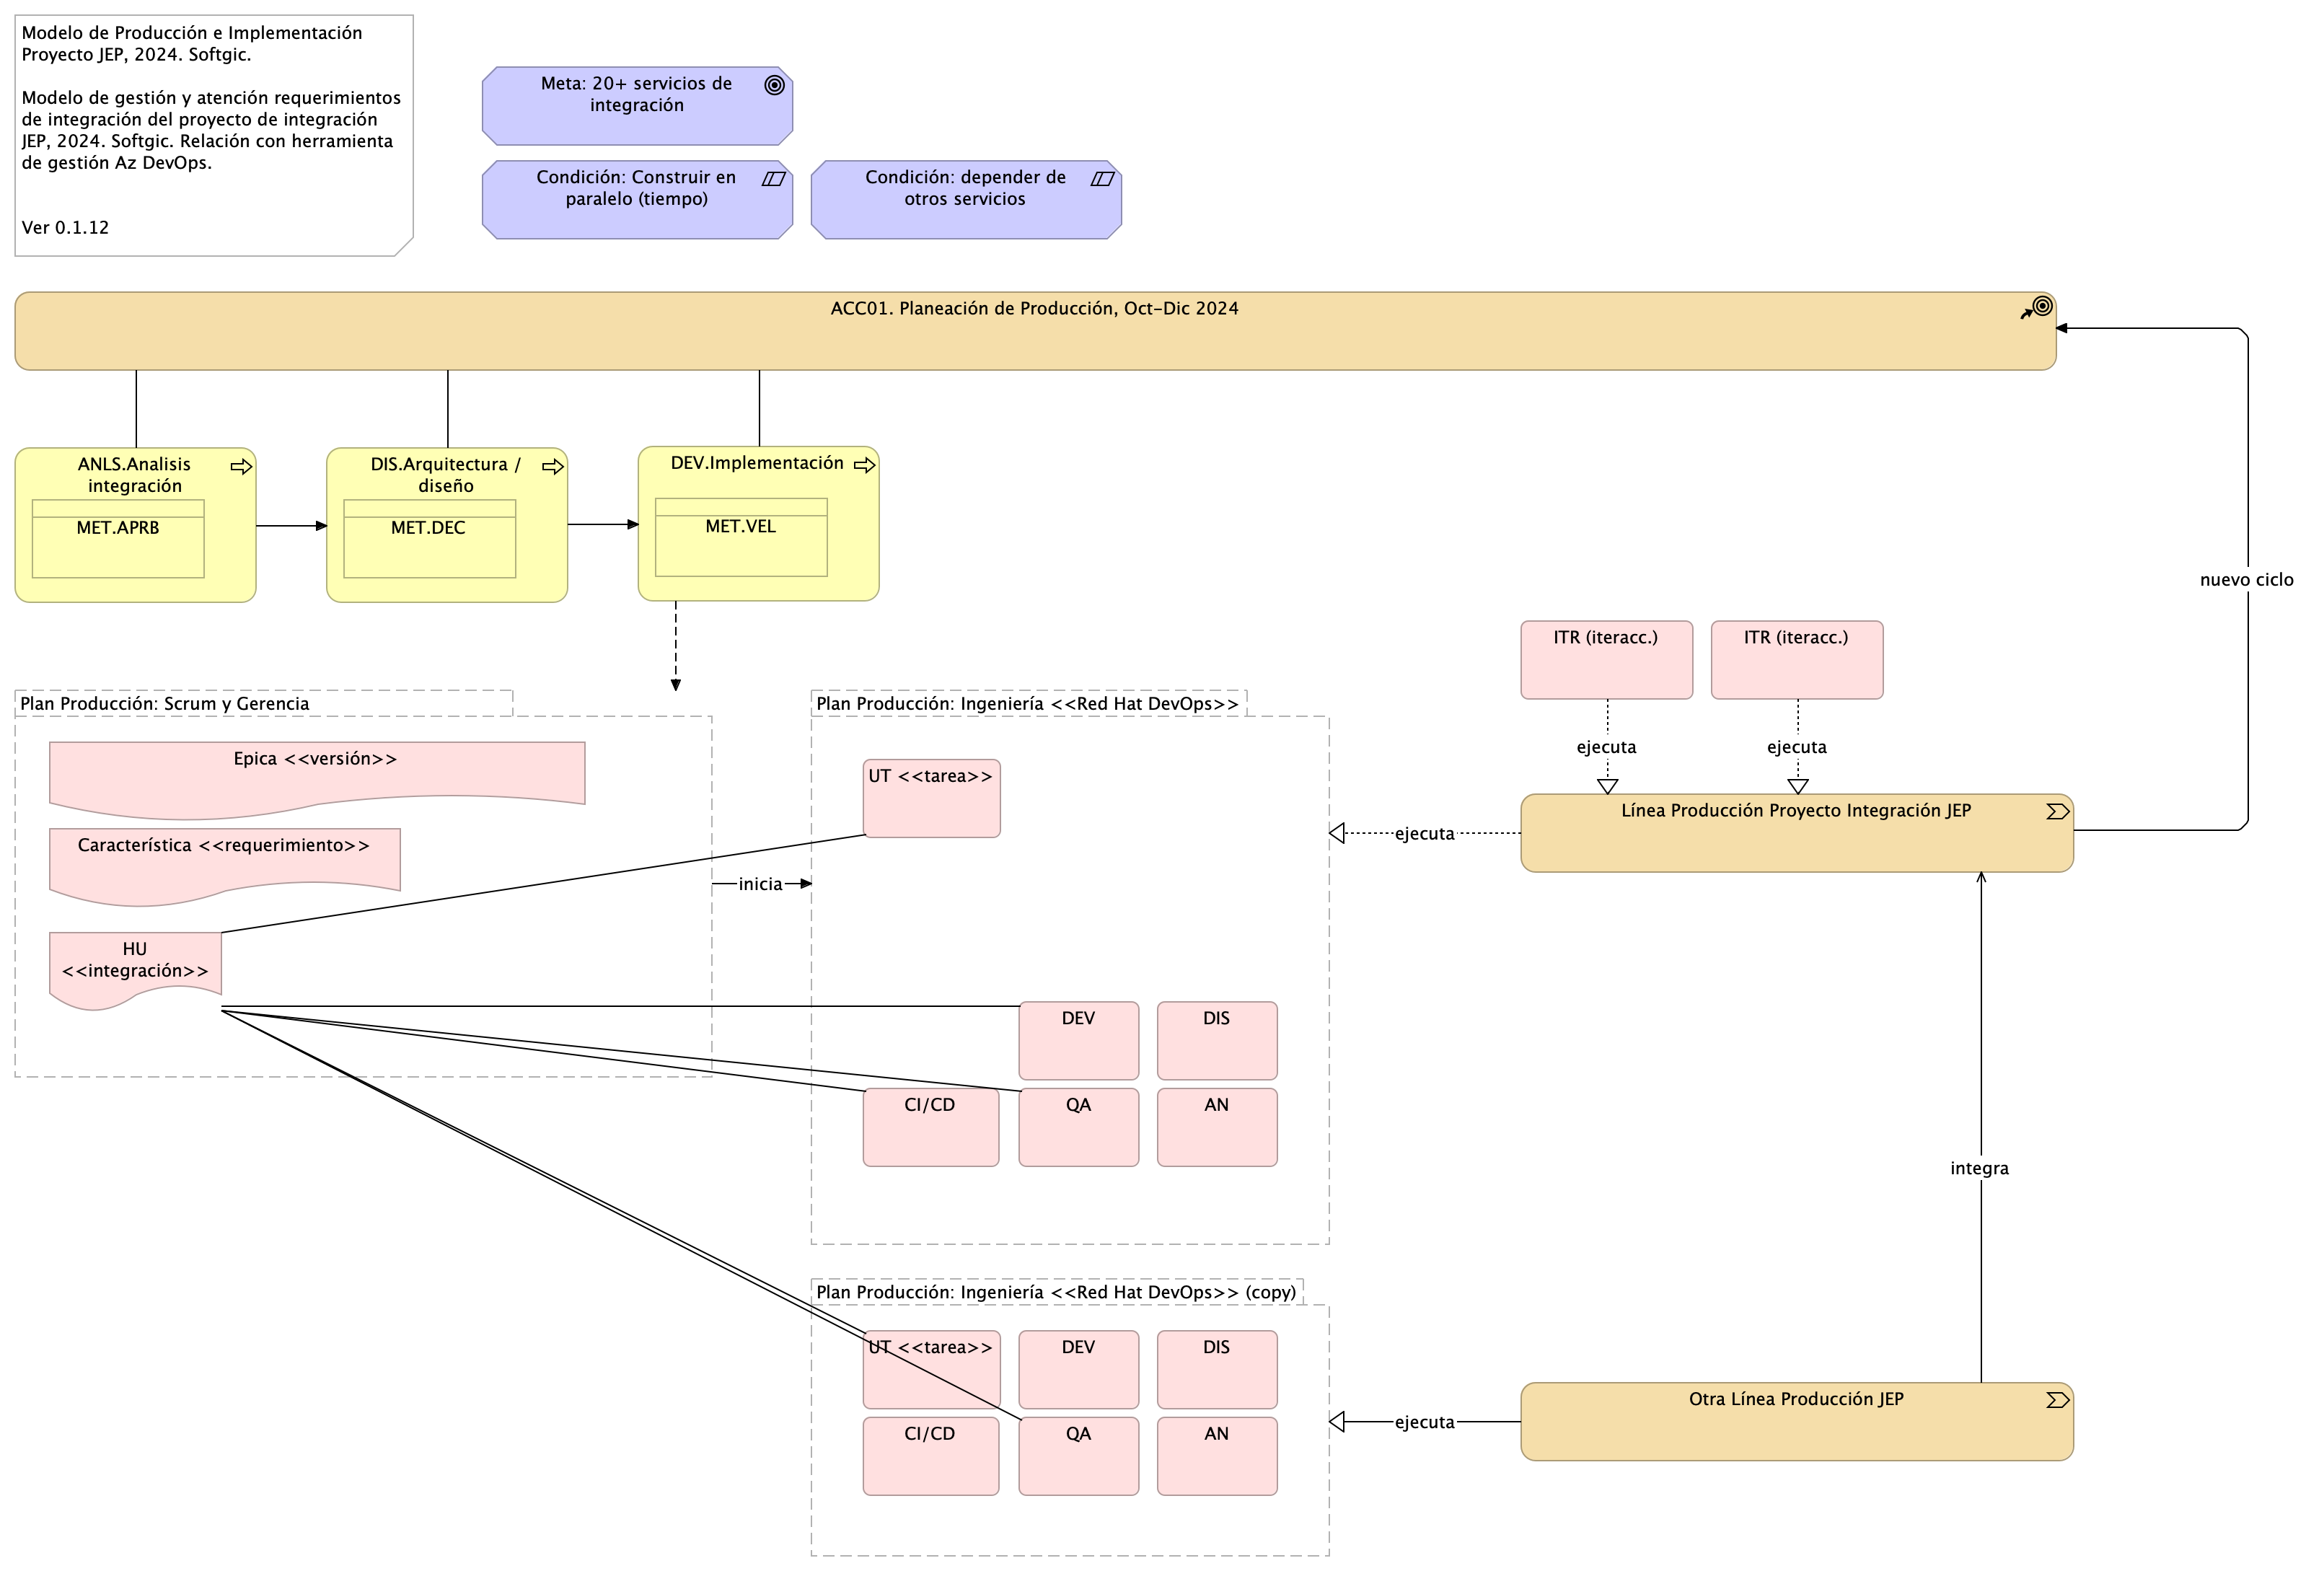 Modelo de Producción e Implementación
Proyecto JEP, 2024. Softgic.
Modelo de gestión y atención requerimientos
de integración del proyecto de integración
JEP, 2024. Softgic. Relación con herramienta
de gestión Az DevOps.
Ver 0.1.12
Meta: 20+ servicios de
integración
Condición: Construir en
paralelo (tiempo)
Condición: depender de
otros servicios
ACC01. Planeación de Producción, Oct-Dic 2024
ANLS.Analisis
integración
MET.APRB
DIS.Arquitectura /
diseño
MET.DEC
DEV.Implementación
MET.VEL
nuevo ciclo
ITR (iteracc.)
ITR (iteracc.)
ejecuta
ejecuta
Plan Producción: Scrum y Gerencia
Epica <<versión>>
Característica <<requerimiento>>
HU
<<integración>>
inicia
Plan Producción: Ingeniería <<Red Hat DevOps>>
UT <<tarea>>
DEV
DIS
CI/CD
QA
AN
ejecuta
Línea Producción Proyecto Integración JEP
integra
Plan Producción: Ingeniería <<Red Hat DevOps>> (copy)
UT <<tarea>>
DEV
DIS
CI/CD
QA
AN
ejecuta
Otra Línea Producción JEP